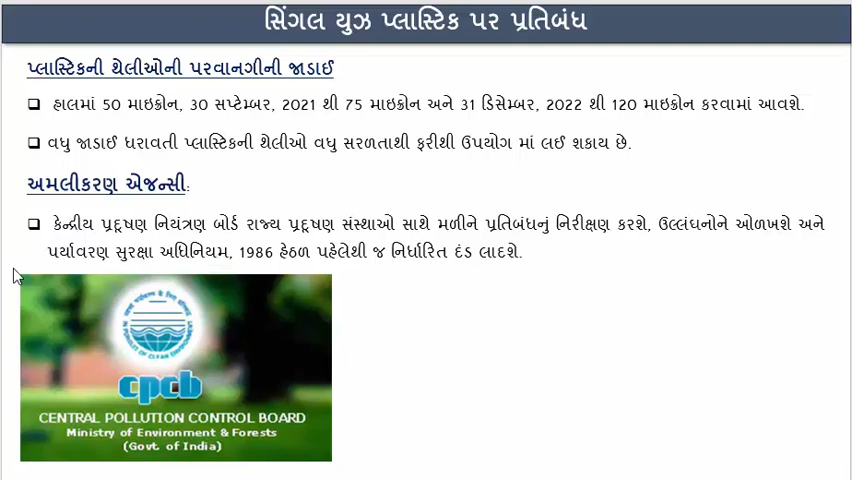 સિંગલ યુઝ પ્લાસ્ટિક પર પ્રતિબંધ
પ્લાસ્ટિકની થેલીઓની પરવાનગીની જાડાઈ
હાલમાં 50 માઇક્રોન, 30 સપ્ટેમ્બર, 2021 થી 75 માઇક્રોન અને 31 ડિસેમ્બર, 2022 થી 120 માઇક્રોન કરવામાં આવશે.
વધુ જાડાઈ ધરાવતી પ્લાસ્ટિકની થેલીઓ વધુ સરળતાથી ફરીથી ઉપયોગ માં લઈ શકાય છે.
અમલીકરણ એજન્સી:
કેન્દ્રીય પ્રદૂષણ નિયંત્રણ બોર્ડ રાજ્ય પ્રદૂષણ સંસ્થાઓ સાથે મળીને પ્રતિબંધનું નિરીક્ષણ કરશે, ઉલ્લંઘનોને ઓળખશે અને
પર્યાવરણ સુરક્ષા અધિનિયમ, 1986 હેઠળ પહેલેથી જ નિર્ધારિત દંડ લાદશે.
cpcb
CENTRAL POLLUTION CONTROL BOARD
Ministry of Environment & Forests
(Govt. of India)